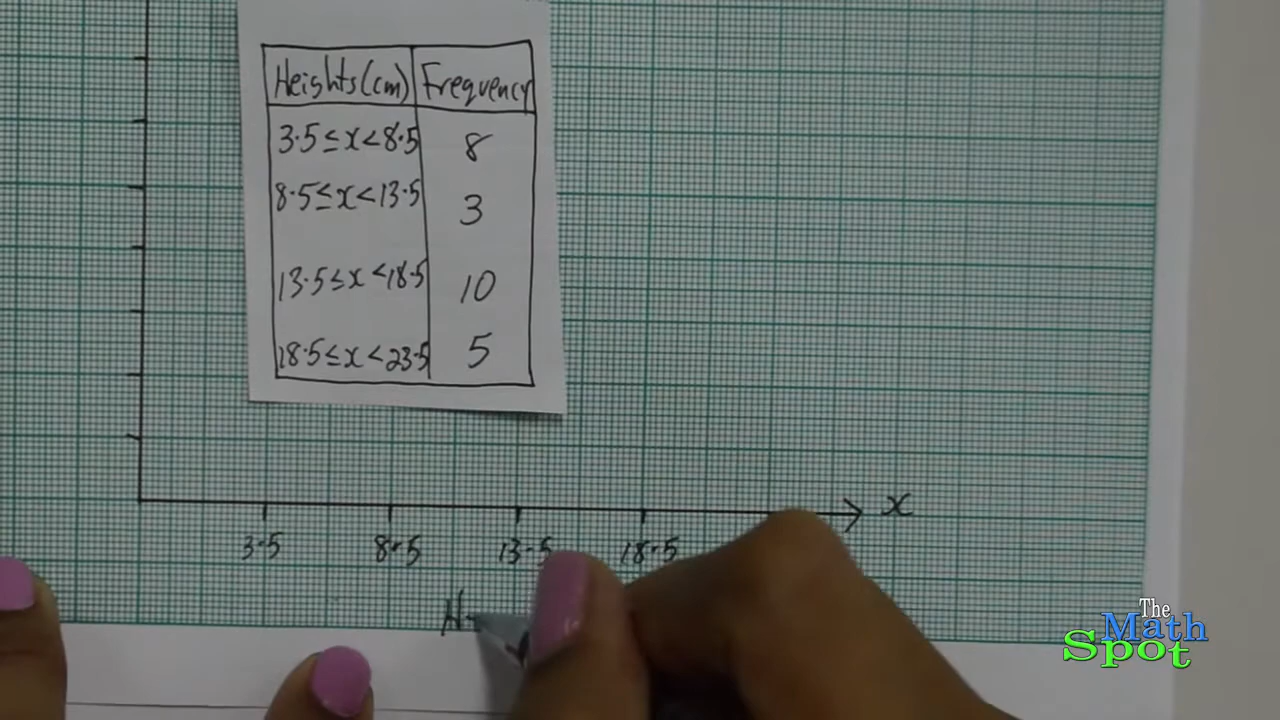 Heights(cm) Frequency
3.5≤x<8.5 8
8.5≤x<13.5 3
13.5≤x<18.5 10
18.5≤x<23.5 5
x
3.5 8.5 13.5 18.5
H
The
Math
Spot